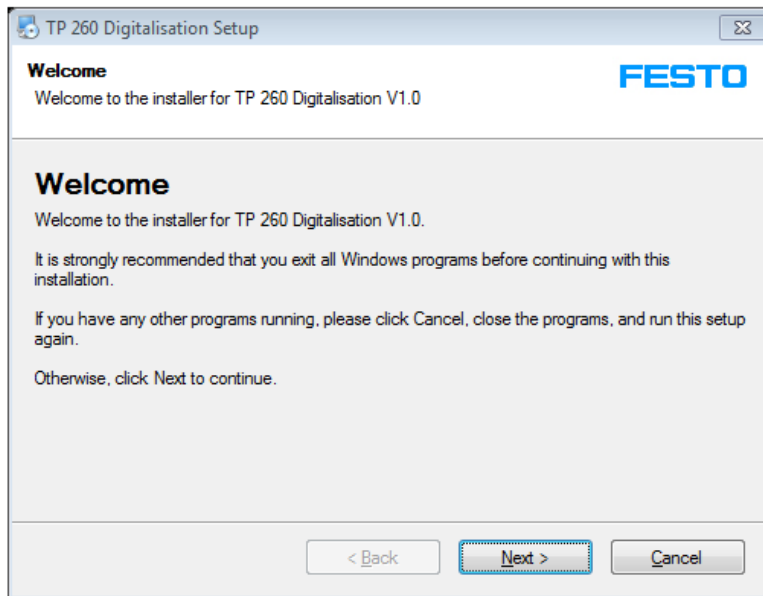 TP 260 Digitalisation Setup
Welcome
Welcome to the installer for TP 260 Digitalisation V1.0
FESTO
Welcome
Welcome to the installer for TP 260 Digitalisation V1.0.
It is strongly recommended that you exit all Windows programs before continuing with this
installation.
If you have any other programs running, please click Cancel, close the programs, and run this setup
again.
Otherwise, click Next to continue.
< Back
Next >
Cancel